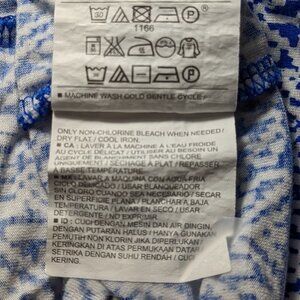 1166
■ MACHINE WASH COLD GENTLE CYCLE /
ONLY NON-CHLORINE BLEACH WHEN NEEDED /
DRY FLAT / COOL IRON.
■ CA: LAVER À LA MACHINE À L'EAU FROIDE
AU CYCLE DÉLICAT / UTILISER AU BESOIN UN
AGENT DE BLANCHIMENT SANS CHLORE
SEULEMENT / SÉCHAGE À PLAT / REPASSER
À BASSE TEMPÉRATURE.
LAVAR A MÁQUINA CON AGUA FRÍA
CICLO DELICADO / USAR BLANQUEADOR
SIN CLORO CUANDO SEA NECESARIO / SECAR
EN SUPERFICIE PLANA / PLANCHAR A BAJA
TEMPERATURA / LAVAR EN SECO / USAR
DETERGENTE / NO EXPRIMIR
■ ID: CUCI DENGAN MESIN DAN AIR DINGIN,
DENGAN PUTARAN HALUS / HANYA GUNAKAN
PEMUTIH NON KLORIN JIKA DIPERLUKAN /
KERINGKAN DI ATAS PERMUKAAN DATAR /
SETRIKA DENGAN SUHU RENDAH / CUCI
KERING.